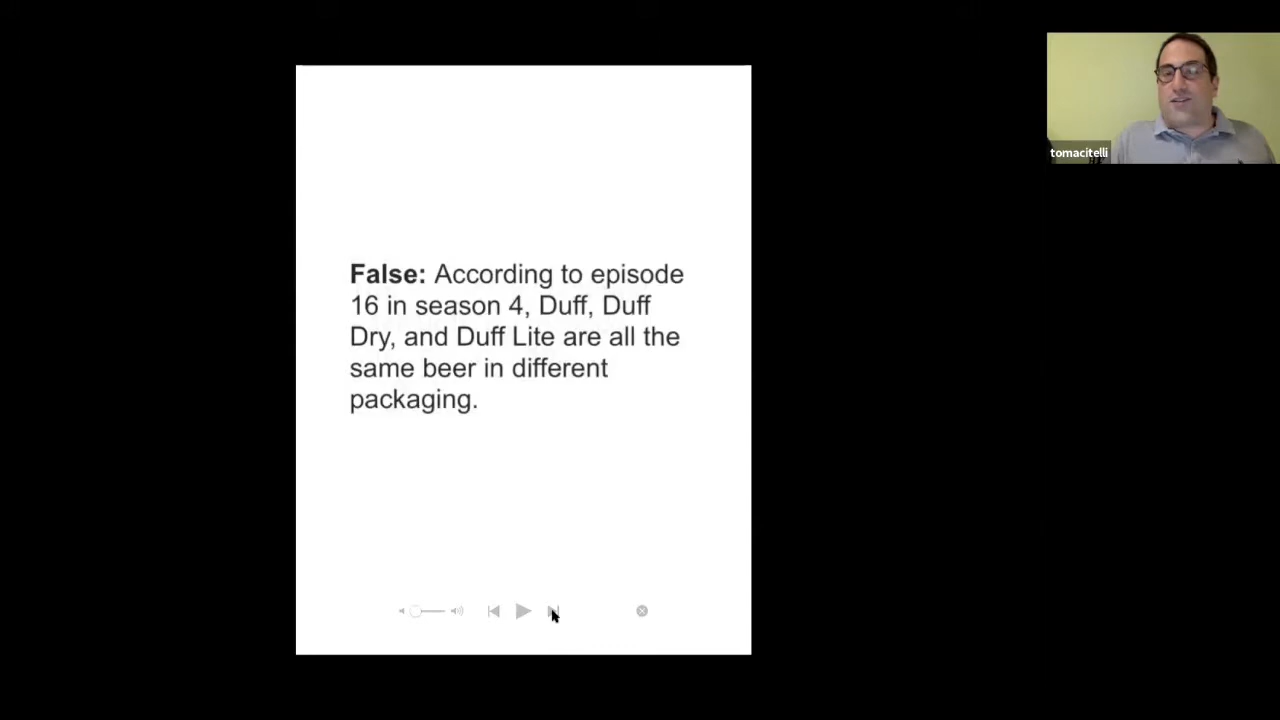 False: According to episode
16 in season 4, Duff, Duff
Dry, and Duff Lite are all the
same beer in different
packaging.
tomacitelli